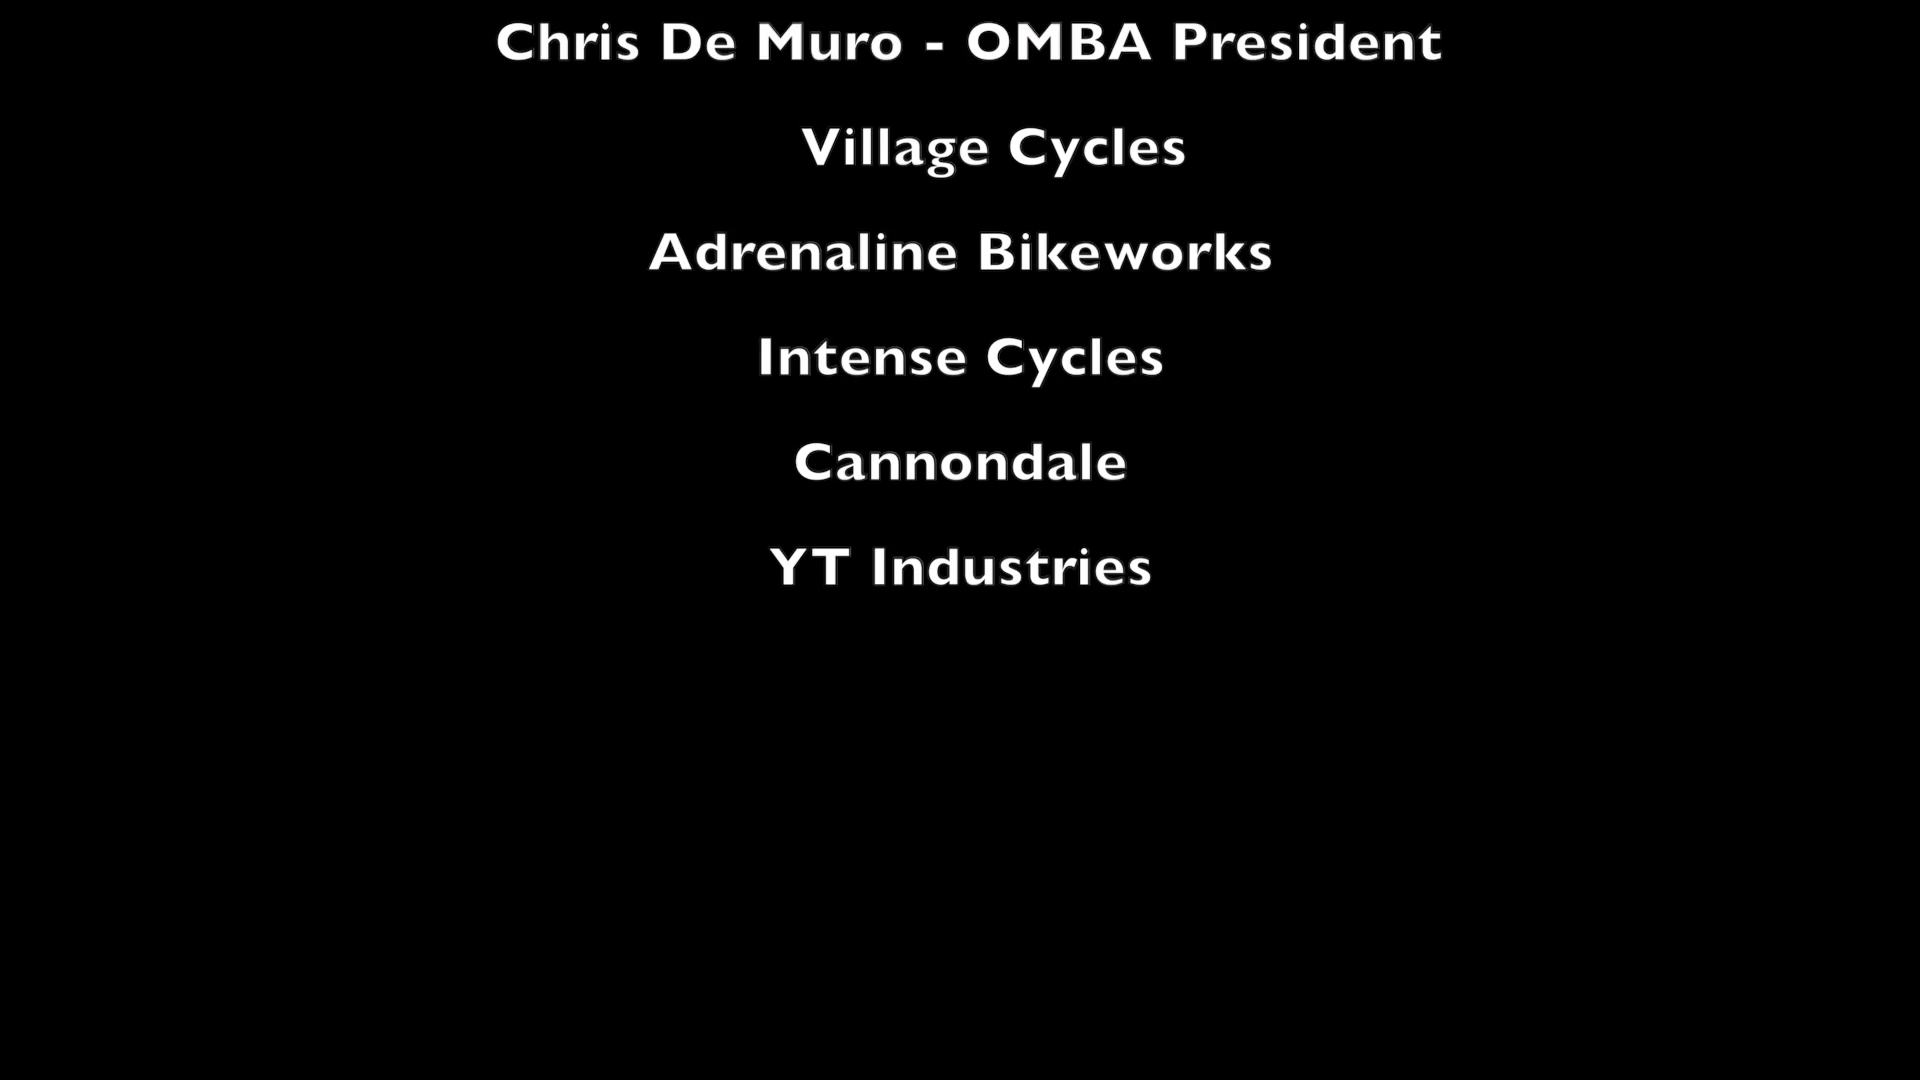 Chris De Muro - OMBA President
Village Cycles
Adrenaline Bikeworks
Intense Cycles
Cannondale
YT Industries